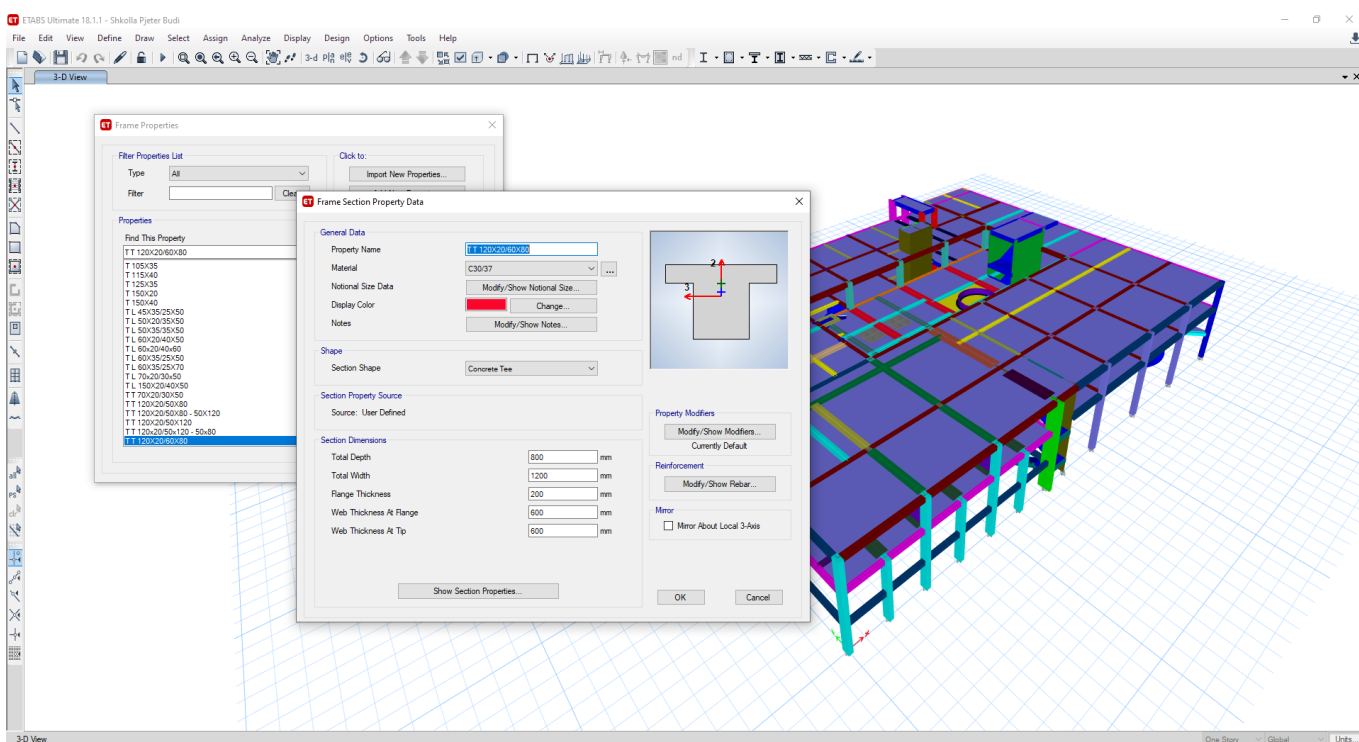 ETABS Ultimate 18.1.1 - Shkolla Pjeter Budi
File Edit View Define Draw Select Assign Analyze Display Design Options Tools Help
3-d
nd
3-D View
Frame Properties
Filter Properties List
Type All
Filter
Click to:
Import New Properties...
Properties
Find This Property
T T 120X20/60X80
T 105X35
T 115X40
T 125X35
T 150X20
T 150X40
T L 45X35/25X50
T L 50X20/35X50
T L 50X35/35X50
T L 60X20/40X50
T L 60x20/40x60
T L 60X35/25X50
T L 60X35/25X70
T L 70x20/30x50
T L 150X20/40X50
T T 70X20/30X50
T T 120X20/50X80
T T 120X20/50X80 - 50X120
T T 120X20/50X120
T T 120x20/50x120 - 50x80
T T 120X20/60X80
Frame Section Property Data
General Data
Property Name T T 120X20/60X80
Material C30/37 ...
Notional Size Data Modify/Show Notional Size...
Display Color Change...
Notes Modify/Show Notes...
Shape
Section Shape Concrete Tee
Section Property Source
Source: User Defined
Section Dimensions
Total Depth 800 mm
Total Width 1200 mm
Flange Thickness 200 mm
Web Thickness At Flange 600 mm
Web Thickness At Tip 600 mm
Show Section Properties...
2
3
Property Modifiers
Modify/Show Modifiers...
Currently Default
Reinforcement
Modify/Show Rebar...
Mirror
Mirror About Local 3-Axis
OK Cancel
3-D View
One Story Global Units...